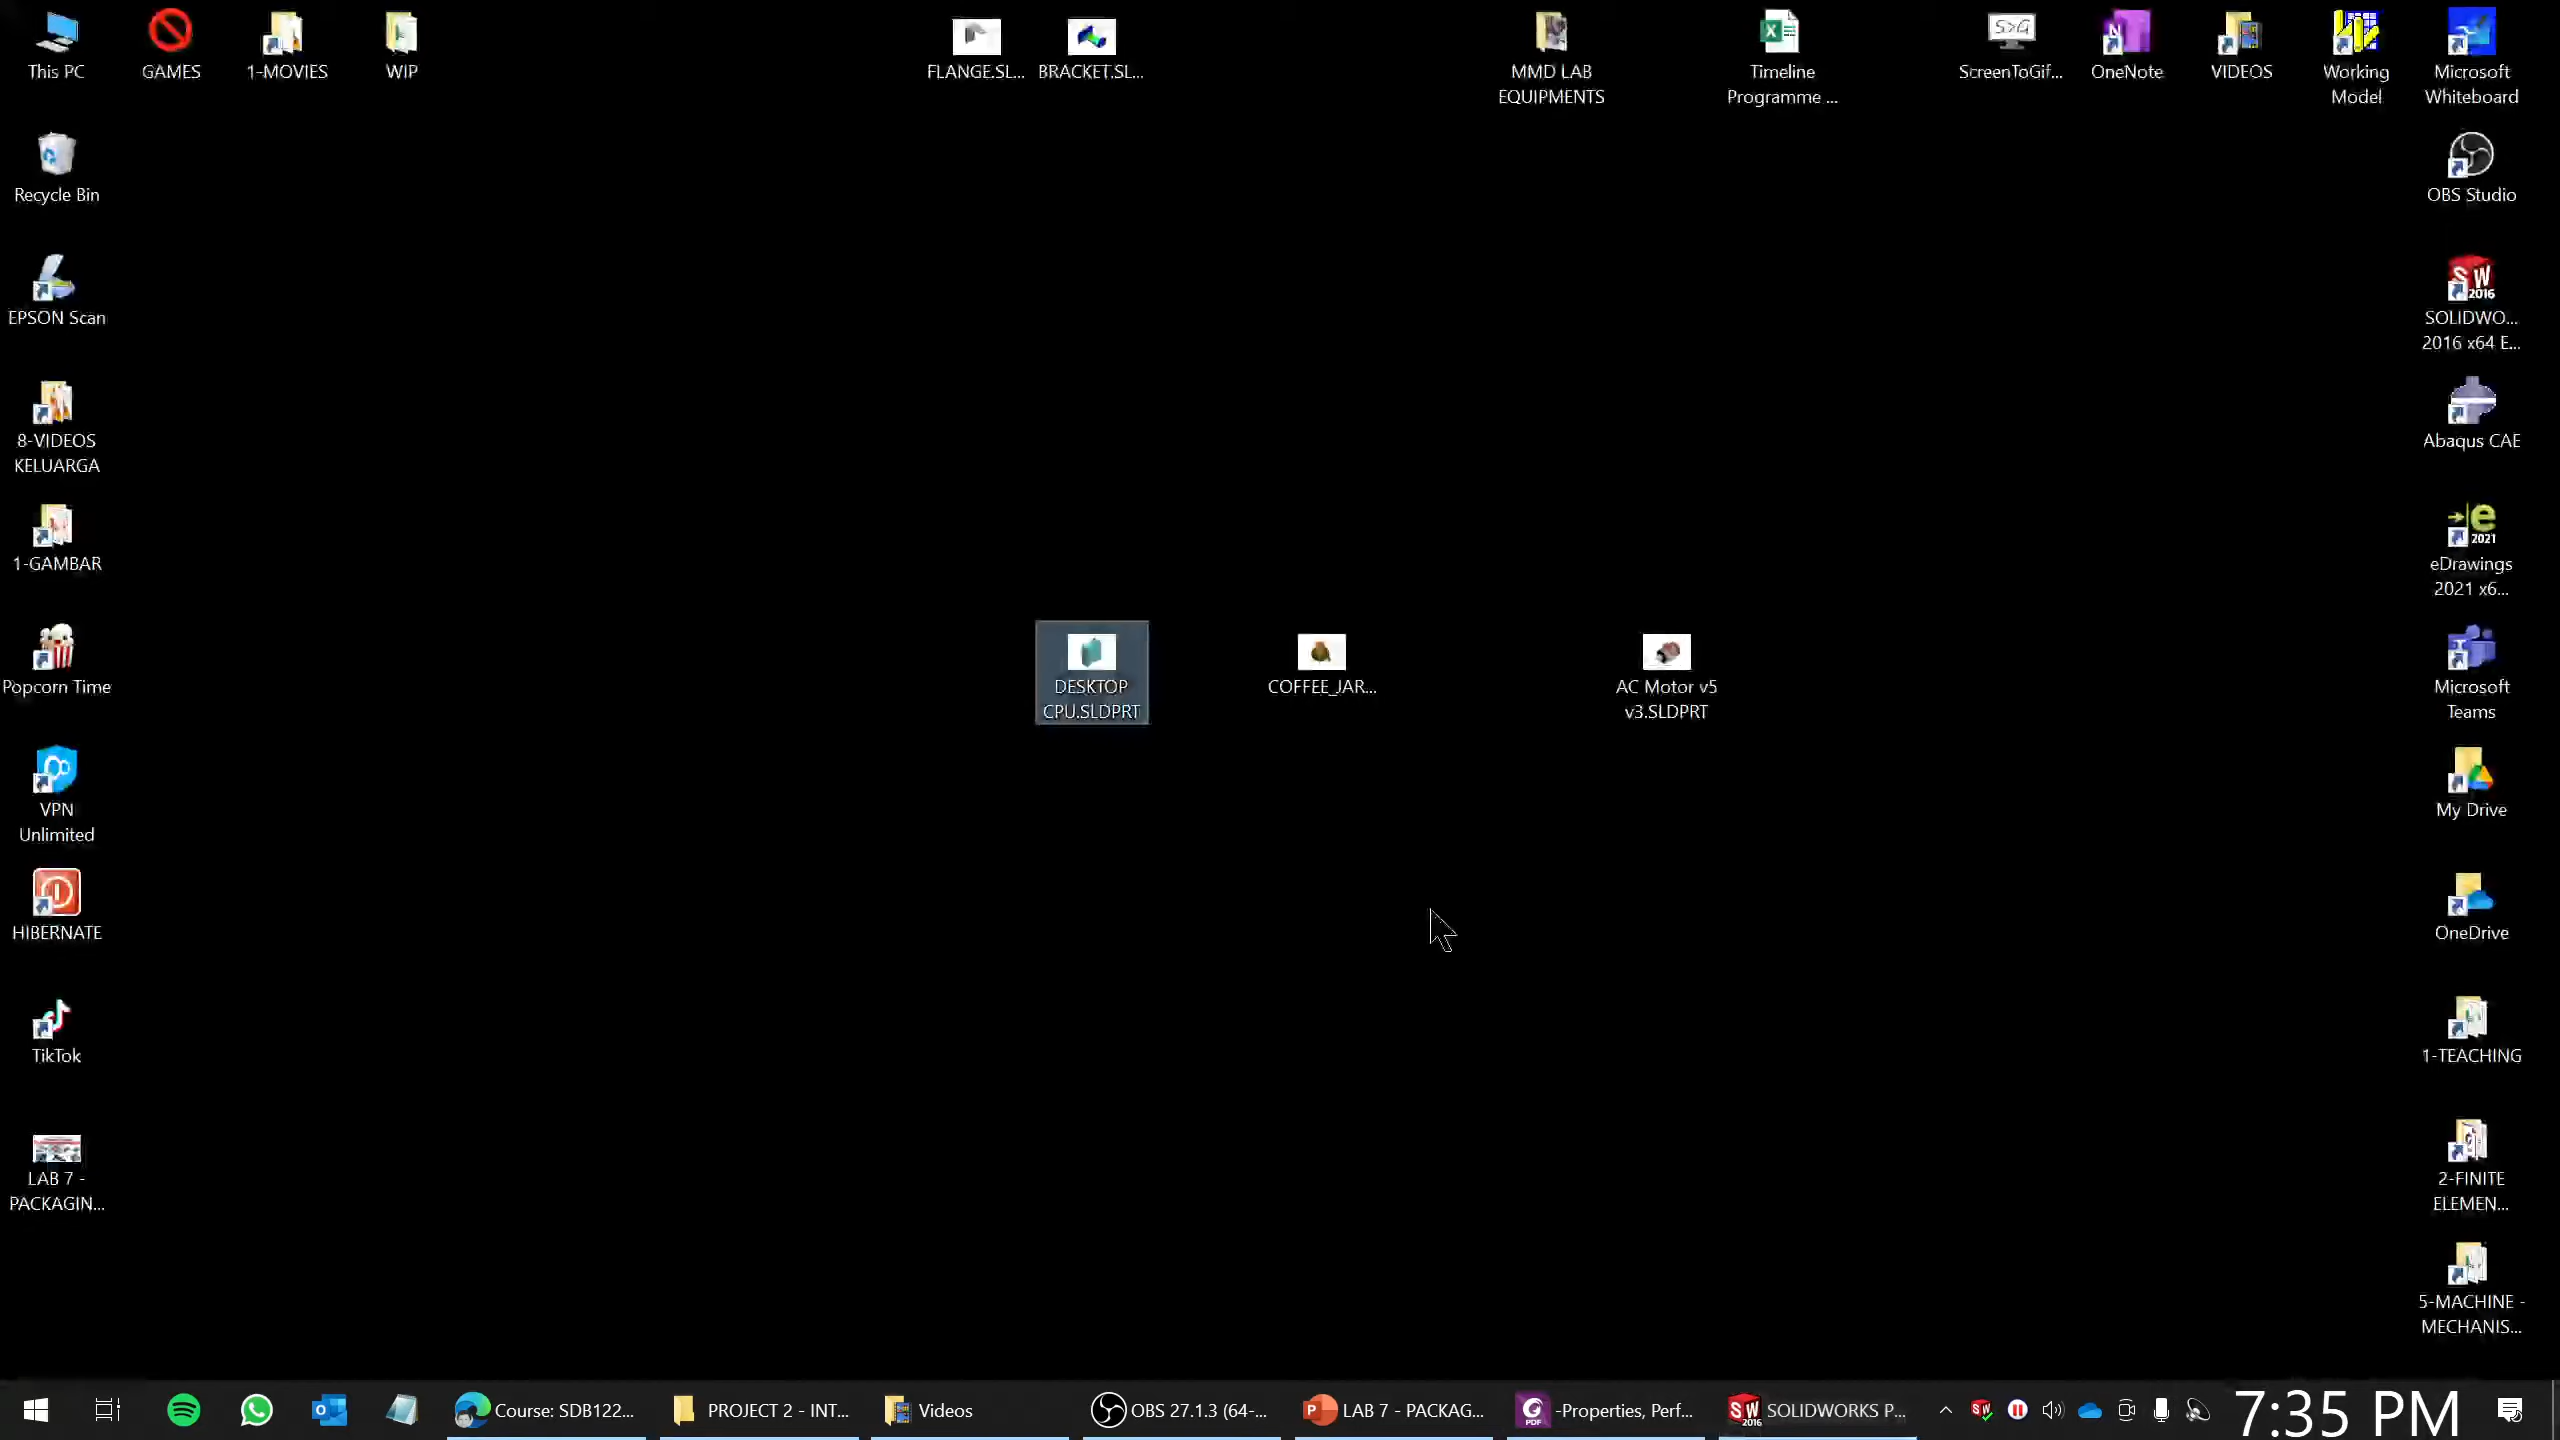 This PC
GAMES
1-MOVIES
WIP
FLANGE.SL...
BRACKET.SL...
MMD LAB
EQUIPMENTS
Timeline
Programme ...
ScreenToGif...
OneNote
VIDEOS
Working
Model
Microsoft
Whiteboard
Recycle Bin
OBS Studio
EPSON Scan
SOLIDWO...
2016 x64 E...
8-VIDEOS
KELUARGA
Abaqus CAE
1-GAMBAR
eDrawings
2021 x6...
Popcorn Time
DESKTOP
CPU.SLDPRT
COFFEE_JAR...
AC Motor v5
v3.SLDPRT
Microsoft
Teams
VPN
Unlimited
My Drive
HIBERNATE
OneDrive
TikTok
1-TEACHING
LAB 7 -
PACKAGIN...
2-FINITE
ELEMEN...
5-MACHINE -
MECHANIS...
Course: SDB122...
PROJECT 2 - INT...
Videos
OBS 27.1.3 (64-...
LAB 7 - PACKAG...
-Properties, Perf...
SOLIDWORKS P...
7:35 PM